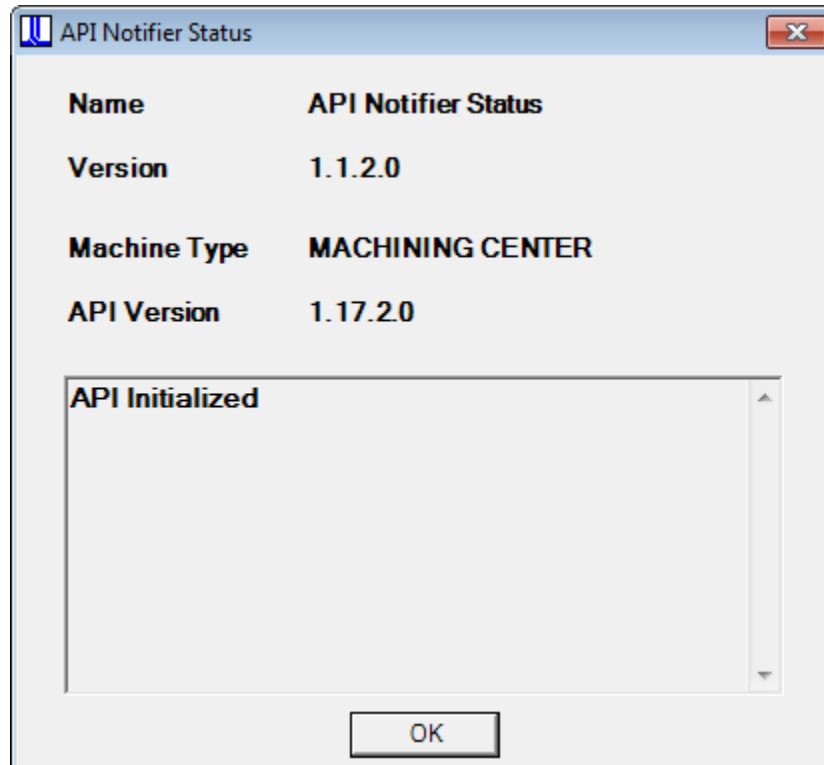 API Notifier Status
Name API Notifier Status
Version 1.1.2.0
Machine Type MACHINING CENTER
API Version 1.17.2.0
API Initialized
OK